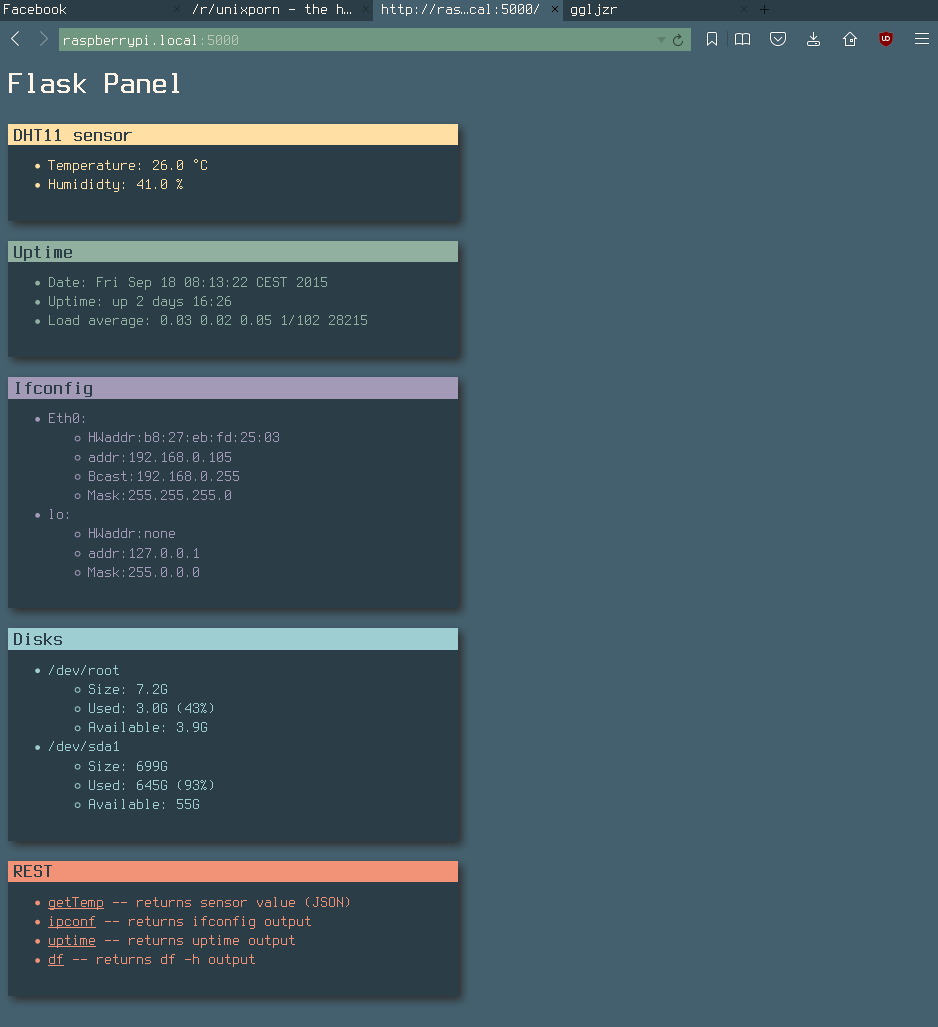 Facebook × /r/unixporn - the h... × http://ras...cal:5000/ × ggljzr × +
raspberrypi.local:5000
Flask Panel
DHT11 sensor
Temperature: 26.0 °C
Humididty: 41.0 %
Uptime
Date: Fri Sep 18 08:13:22 CEST 2015
Uptime: up 2 days 16:26
Load average: 0.03 0.02 0.05 1/102 28215
Ifconfig
Eth0:
HWaddr:b8:27:eb:fd:25:03
addr:192.168.0.105
Bcast:192.168.0.255
Mask:255.255.255.0
lo:
HWaddr:none
addr:127.0.0.1
Mask:255.0.0.0
Disks
/dev/root
Size: 7.2G
Used: 3.0G (43%)
Available: 3.9G
/dev/sda1
Size: 699G
Used: 645G (93%)
Available: 55G
REST
getTemp -- returns sensor value (JSON)
ipconf -- returns ifconfig output
uptime -- returns uptime output
df -- returns df -h output